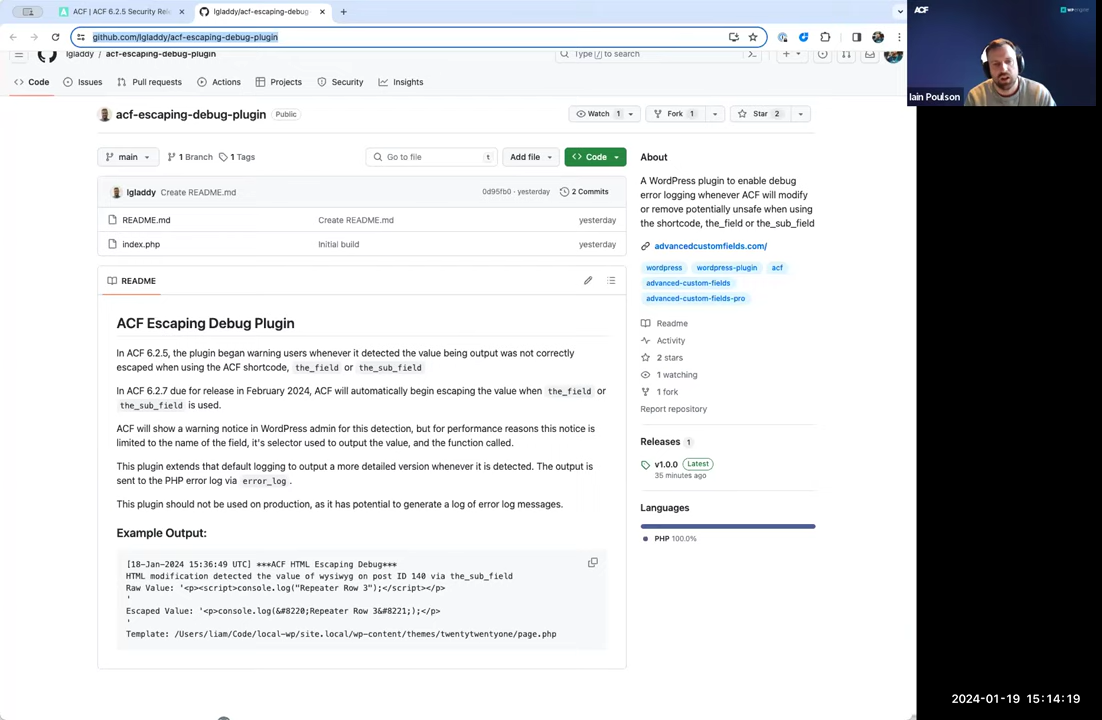 ACF | ACF 6.2.5 Security Rele
lgladdy/acf-escaping-debug-
github.com/lgladdy/acf-escaping-debug-plugin
lgladdy / acf-escaping-debug-plugin
Type / to search
Code
Issues
Pull requests
Actions
Projects
Security
Insights
acf-escaping-debug-plugin Public
Watch 1
Fork 1
Star 2
main
1 Branch
1 Tags
Go to file t
Add file
Code
lgladdy Create README.md
0d95fb0 · yesterday
2 Commits
README.md Create README.md yesterday
index.php Initial build yesterday
README
ACF Escaping Debug Plugin
In ACF 6.2.5, the plugin began warning users whenever it detected the value being output was not correctly
escaped when using the ACF shortcode, the_field or the_sub_field
In ACF 6.2.7 due for release in February 2024, ACF will automatically begin escaping the value when the_field or
the_sub_field is used.
ACF will show a warning notice in WordPress admin for this detection, but for performance reasons this notice is
limited to the name of the field, it's selector used to output the value, and the function called.
This plugin extends that default logging to output a more detailed version whenever it is detected. The output is
sent to the PHP error log via error_log.
This plugin should not be used on production, as it has potential to generate a log of error log messages.
Example Output:
[18-Jan-2024 15:36:49 UTC] ***ACF HTML Escaping Debug***
HTML modification detected the value of wysiwyg on post ID 140 via the_sub_field
Raw Value: '<p><script>console.log("Repeater Row 3");</script></p>
'
Escaped Value: '<p>console.log(&#8220;Repeater Row 3&#8221;);</p>
'
Template: /Users/liam/Code/local-wp/site.local/wp-content/themes/twentytwentyone/page.php
About
A WordPress plugin to enable debug
error logging whenever ACF will modify
or remove potentially unsafe when using
the shortcode, the_field or the_sub_field
advancedcustomfields.com/
wordpress wordpress-plugin acf
advanced-custom-fields
advanced-custom-fields-pro
Readme
Activity
2 stars
1 watching
1 fork
Report repository
Releases 1
v1.0.0 Latest
35 minutes ago
Languages
PHP 100.0%
ACF
WP engine
Iain Poulson
2024-01-19 15:14:19